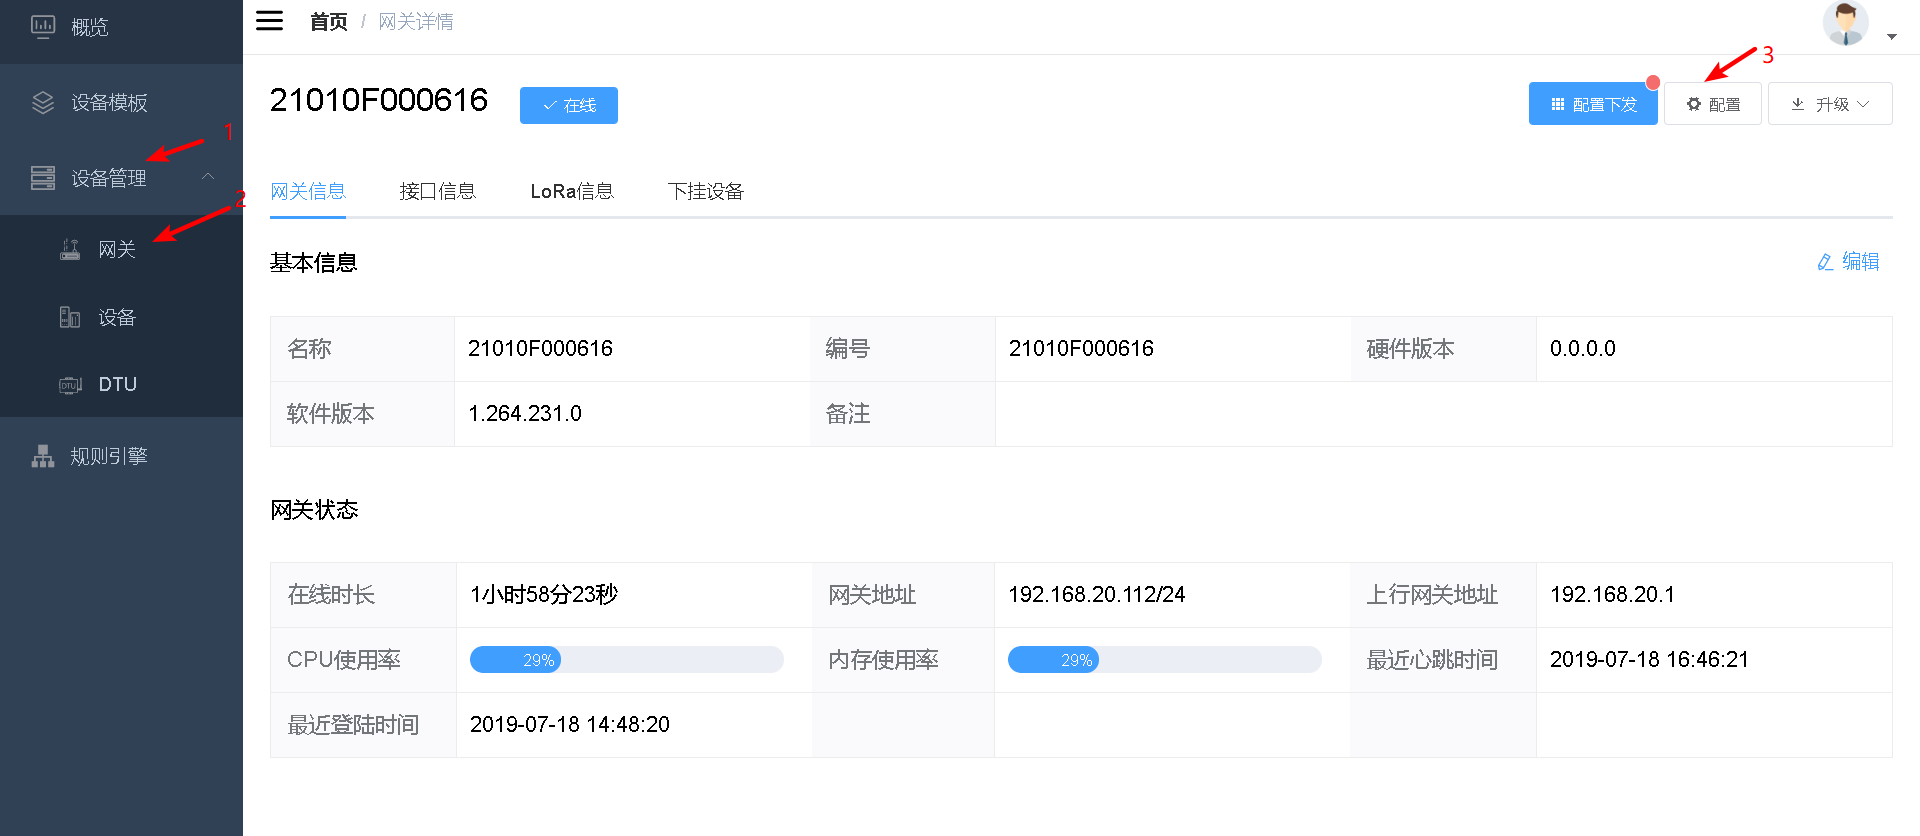 概览
首页 / 网关详情
3
21010F000616
在线
配置下发
配置
升级
设备模板
1
设备管理
2
网关信息
接口信息
LoRa信息
下挂设备
网关
设备
DTU
DTU
规则引擎
基本信息
编辑
名称 21010F000616 编号 21010F000616 硬件版本 0.0.0.0
软件版本 1.264.231.0 备注
网关状态
在线时长 1小时58分23秒 网关地址 192.168.20.112/24 上行网关地址 192.168.20.1
CPU使用率 29% 内存使用率 29% 最近心跳时间 2019-07-18 16:46:21
最近登陆时间 2019-07-18 14:48:20